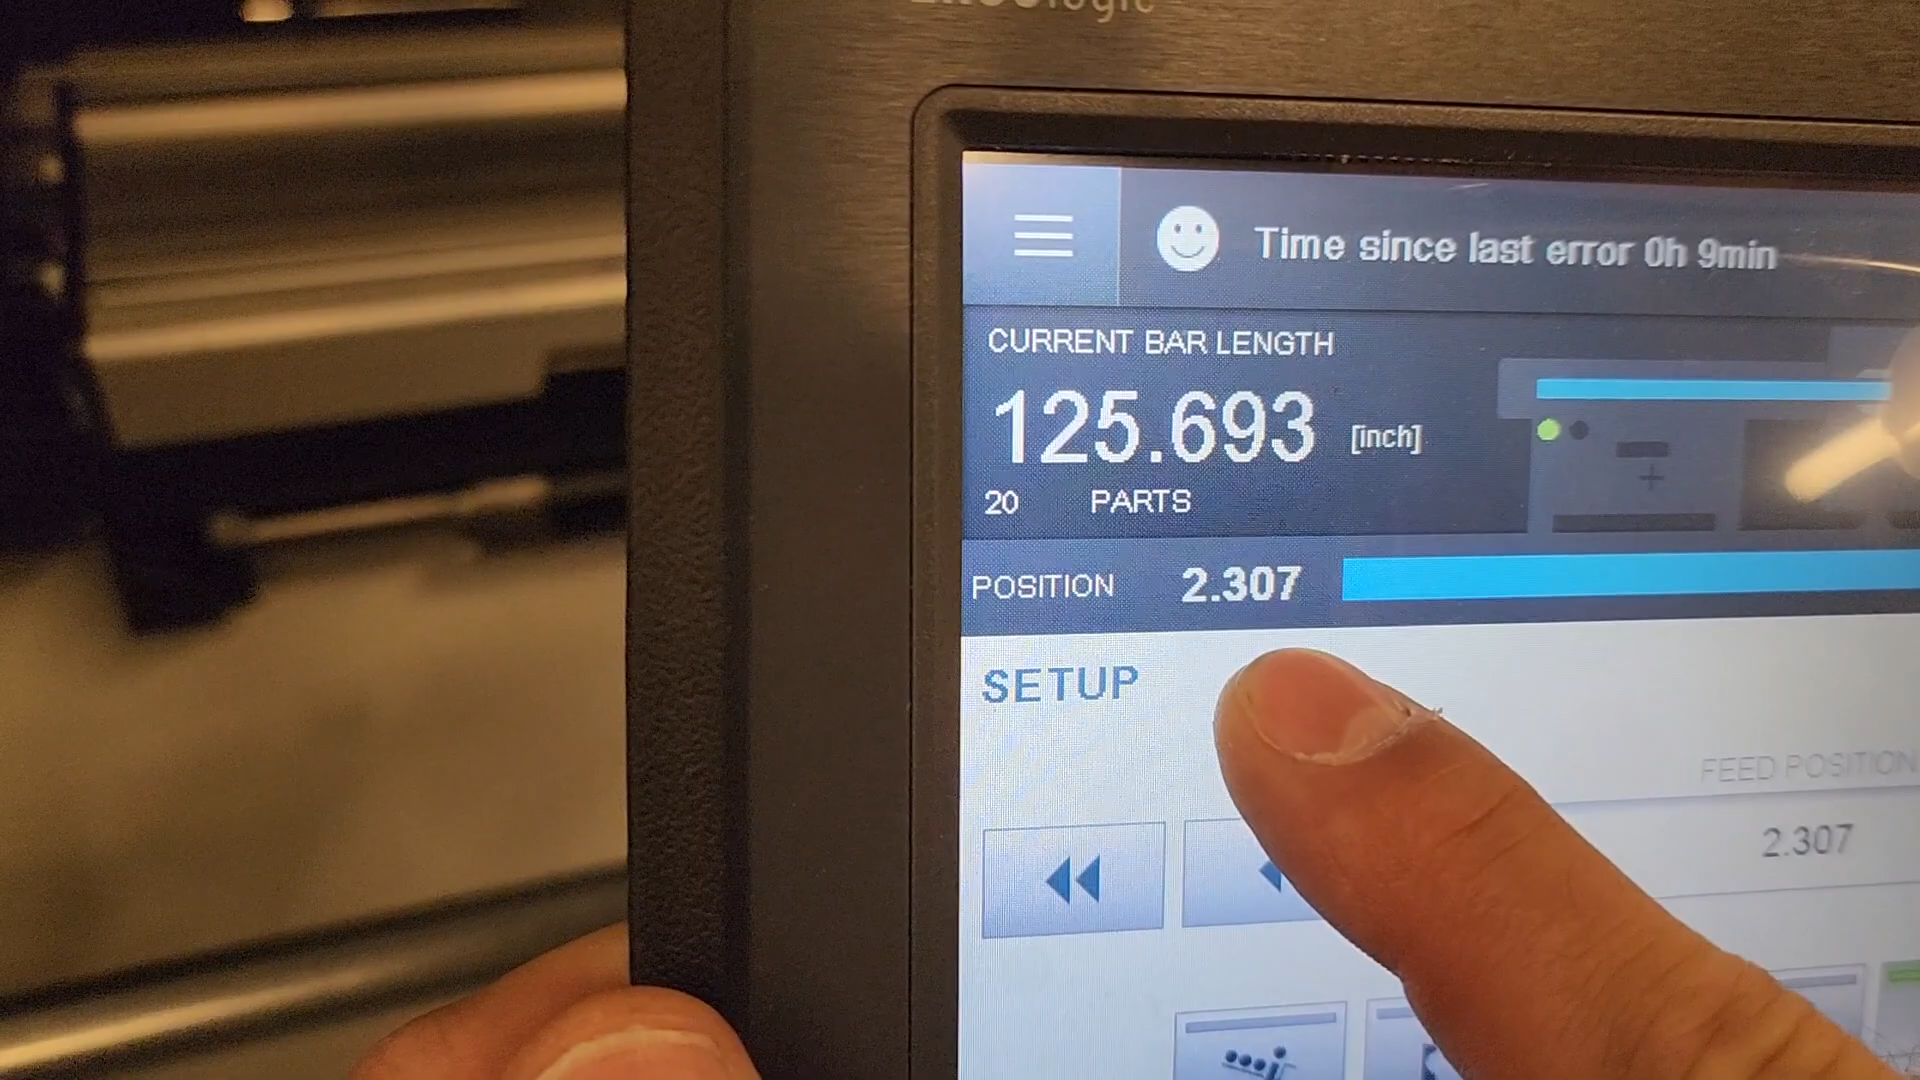 Time since last error 0h 9min
CURRENT BAR LENGTH
125.693 [inch]
20 PARTS
POSITION 2.307
SETUP
FEED POSITION
2.307